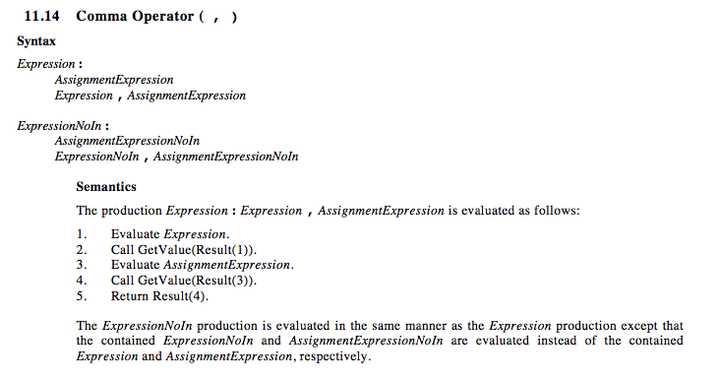 11.14 Comma Operator ( , )
Syntax
Expression :
AssignmentExpression
Expression , AssignmentExpression
ExpressionNoIn :
AssignmentExpressionNoIn
ExpressionNoIn , AssignmentExpressionNoIn
Semantics
The production Expression : Expression , AssignmentExpression is evaluated as follows:
1. Evaluate Expression.
2. Call GetValue(Result(1)).
3. Evaluate AssignmentExpression.
4. Call GetValue(Result(3)).
5. Return Result(4).
The ExpressionNoIn production is evaluated in the same manner as the Expression production except that
the contained ExpressionNoIn and AssignmentExpressionNoIn are evaluated instead of the contained
Expression and AssignmentExpression, respectively.